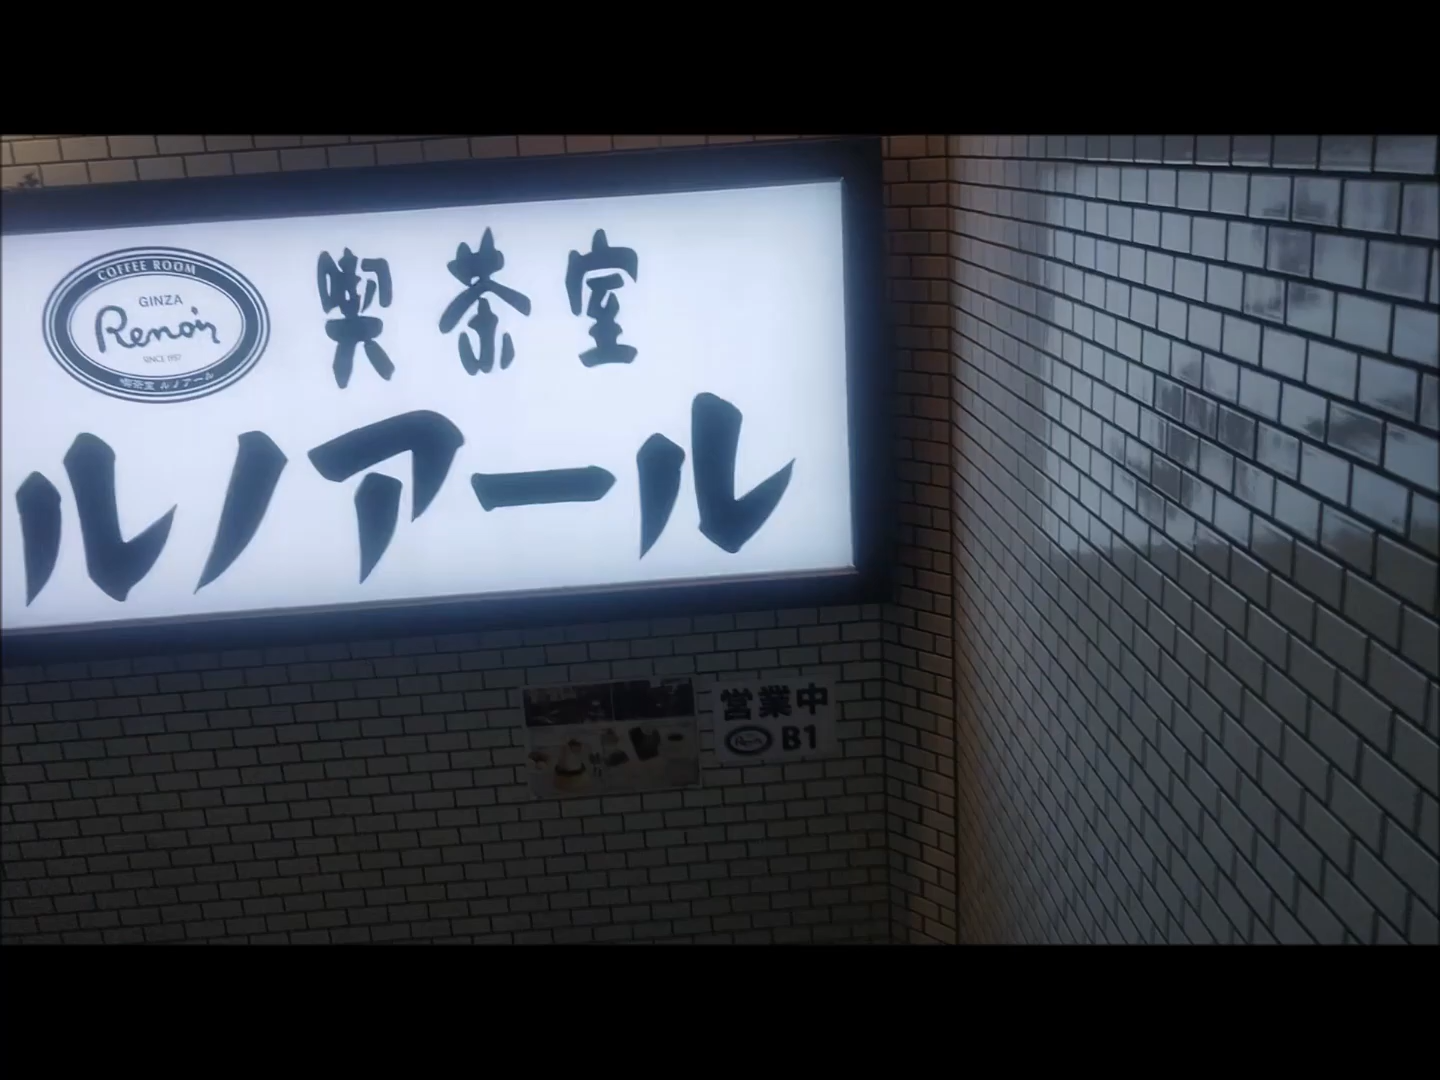 COFFEE ROOM
GINZA
Renoir
SINCE 1957
喫茶室 ルノアール
喫茶室
ルノアール
営業中
Renoir B1